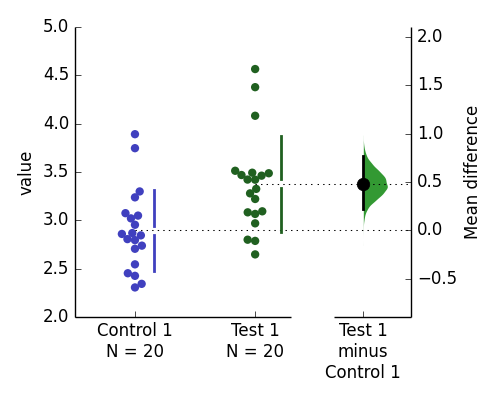 5.0
4.5
4.0
3.5
3.0
2.5
2.0
value
Control 1
N = 20
Test 1
N = 20
Test 1
minus
Control 1
2.0
1.5
1.0
0.5
0.0
−0.5
Mean difference